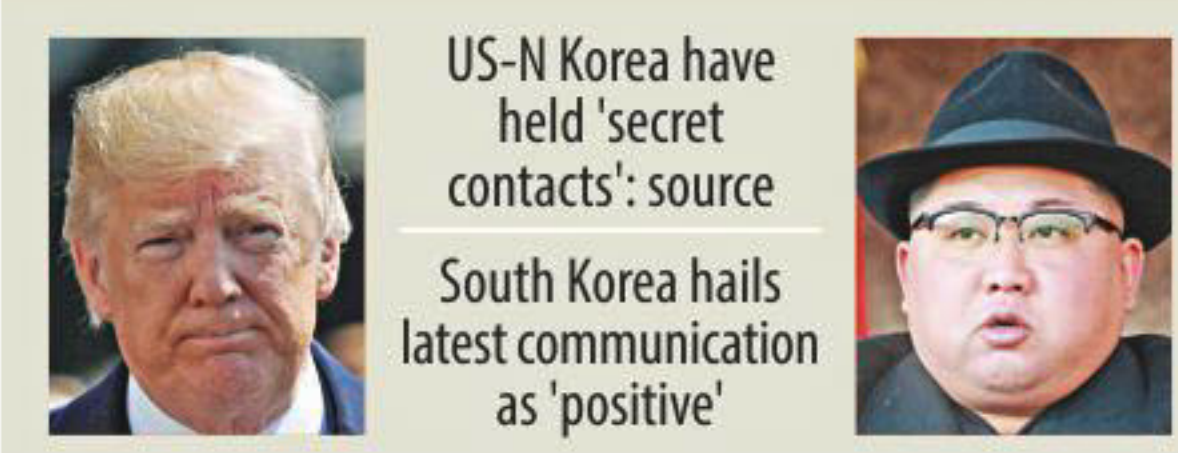 US-N Korea have
held 'secret
contacts': source
South Korea hails
latest communication
as 'positive'